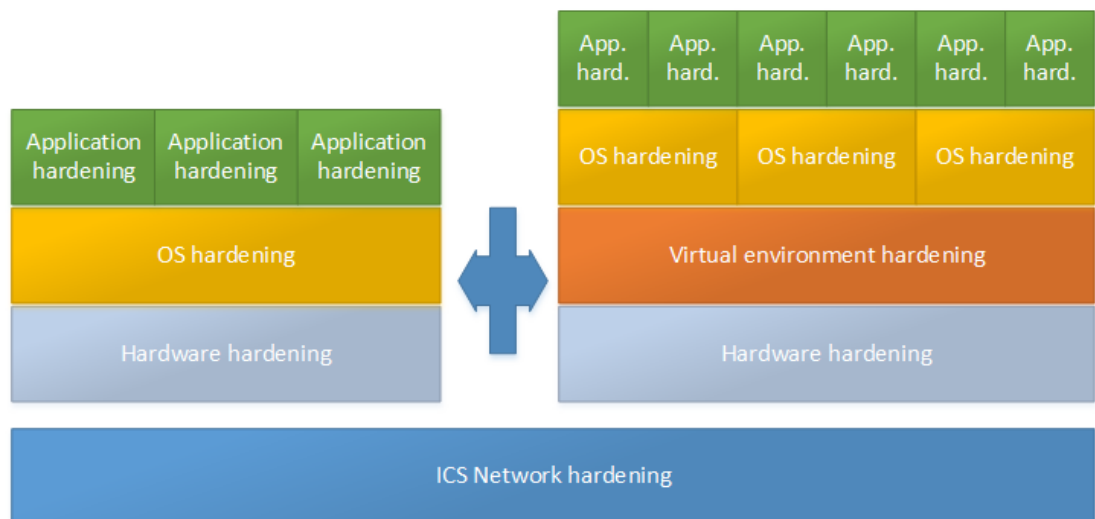 App. hard.
App. hard.
App. hard.
App. hard.
App. hard.
App. hard.
Application hardening
Application hardening
Application hardening
OS hardening
OS hardening
OS hardening
OS hardening
Virtual environment hardening
Hardware hardening
Hardware hardening
ICS Network hardening